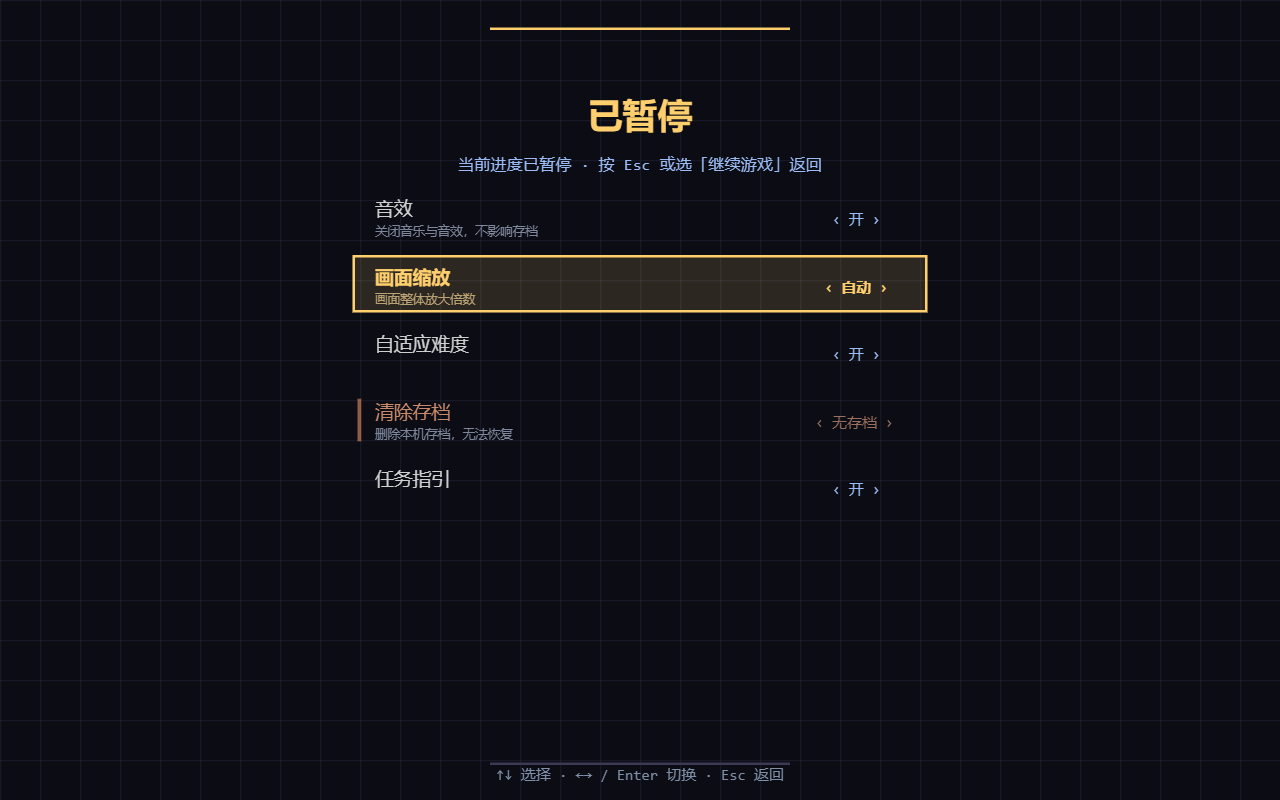 已暂停
当前进度已暂停 · 按 Esc 或选「继续游戏」返回
音效
‹ 开 ›
关闭音乐与音效，不影响存档
画面缩放
‹ 自动 ›
画面整体放大倍数
自适应难度
‹ 开 ›
清除存档
‹ 无存档 ›
删除本机存档，无法恢复
任务指引
‹ 开 ›
↑↓ 选择 · ←→ / Enter 切换 · Esc 返回